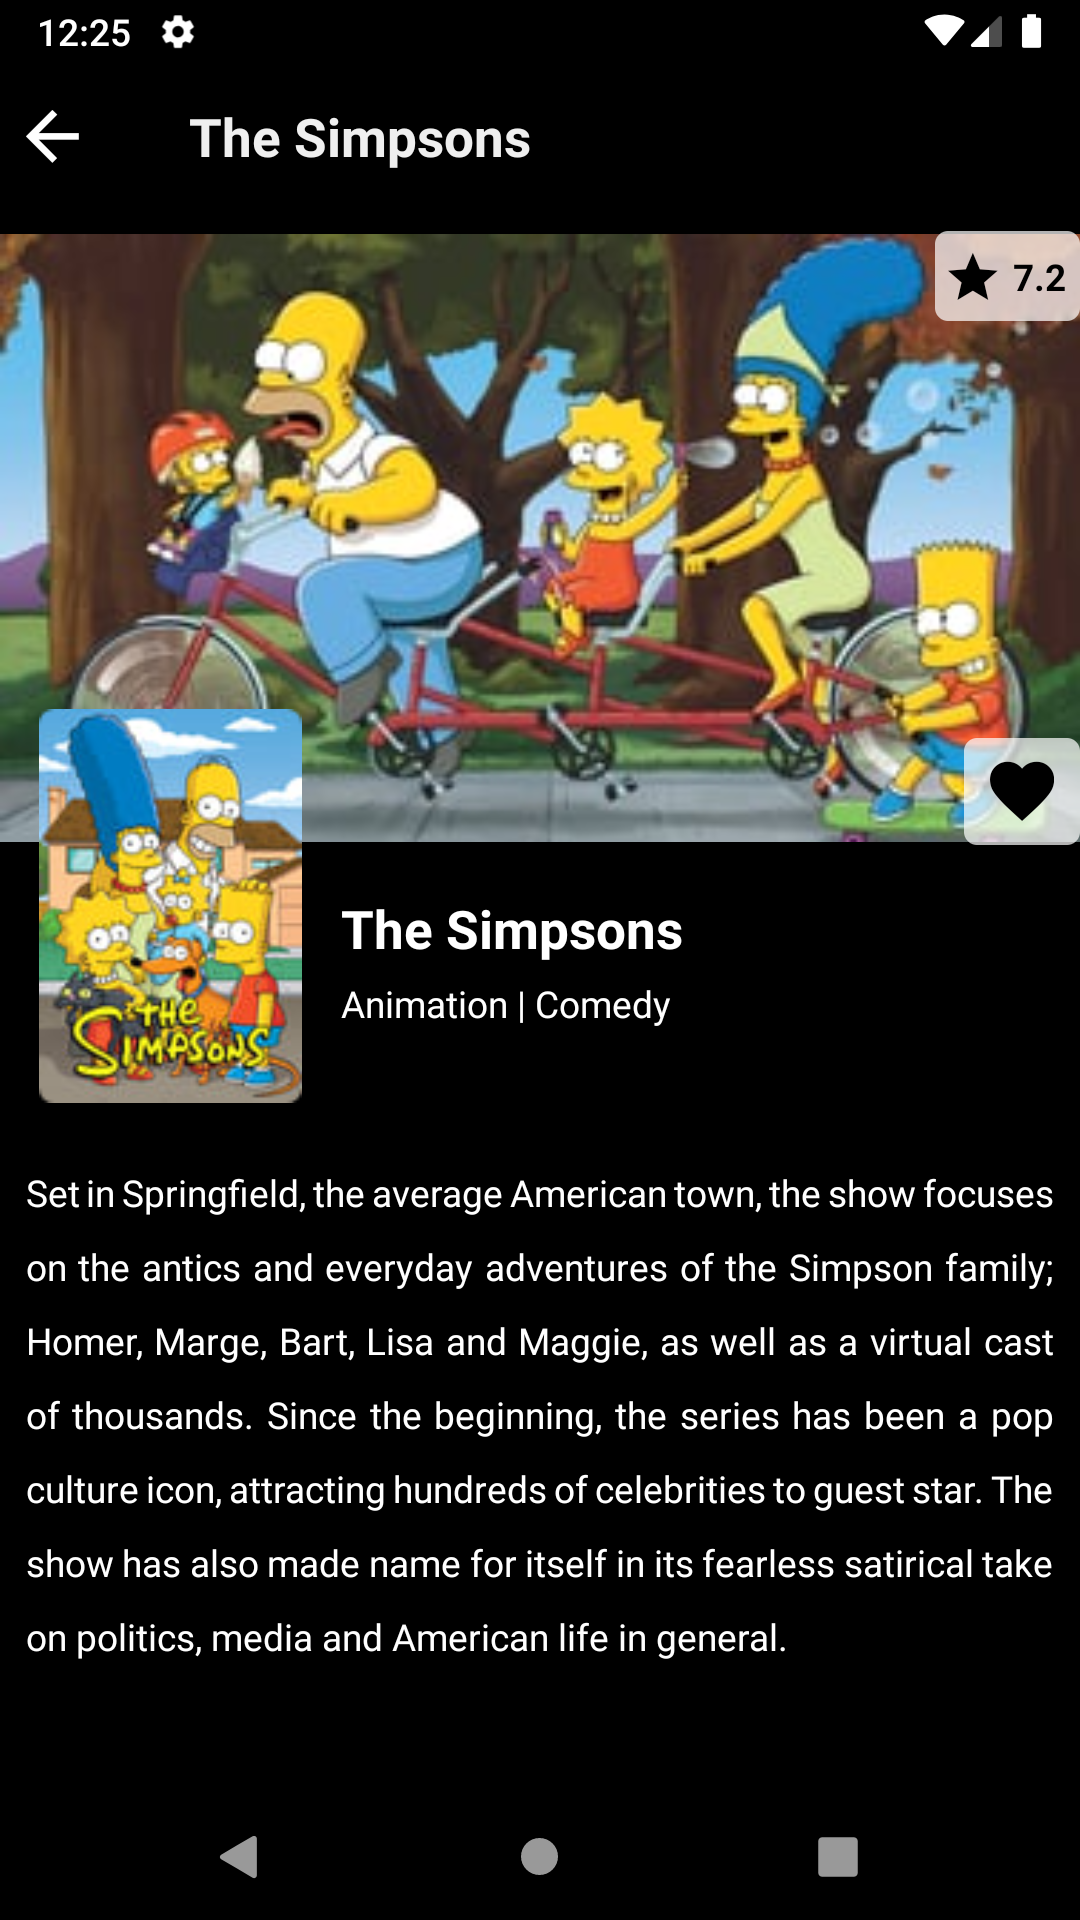 12:25
The Simpsons
7.2
THE
SIMPSONS
The Simpsons
Animation | Comedy
Set in Springfield, the average American town, the show focuses
on the antics and everyday adventures of the Simpson family;
Homer, Marge, Bart, Lisa and Maggie, as well as a virtual cast
of thousands. Since the beginning, the series has been a pop
culture icon, attracting hundreds of celebrities to guest star. The
show has also made name for itself in its fearless satirical take
on politics, media and American life in general.